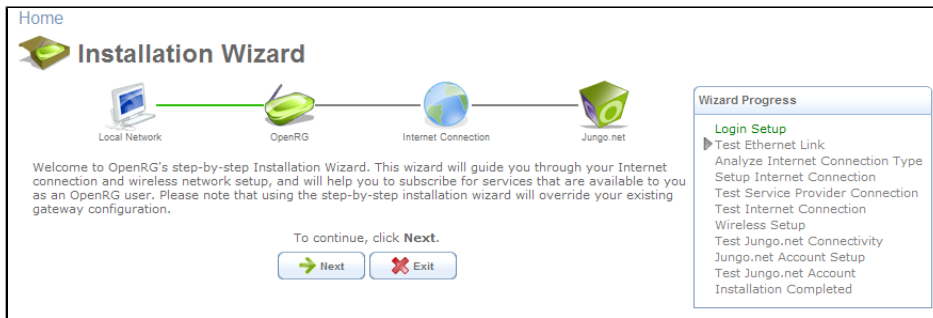 Home
Installation Wizard
Local Network
OpenRG
Internet Connection
Jungo.net
Welcome to OpenRG's step-by-step Installation Wizard. This wizard will guide you through your Internet
connection and wireless network setup, and will help you to subscribe for services that are available to you
as an OpenRG user. Please note that using the step-by-step installation wizard will override your existing
gateway configuration.
To continue, click Next.
Next
Exit
Wizard Progress
Login Setup
Test Ethernet Link
Analyze Internet Connection Type
Setup Internet Connection
Test Service Provider Connection
Test Internet Connection
Wireless Setup
Test Jungo.net Connectivity
Jungo.net Account Setup
Test Jungo.net Account
Installation Completed